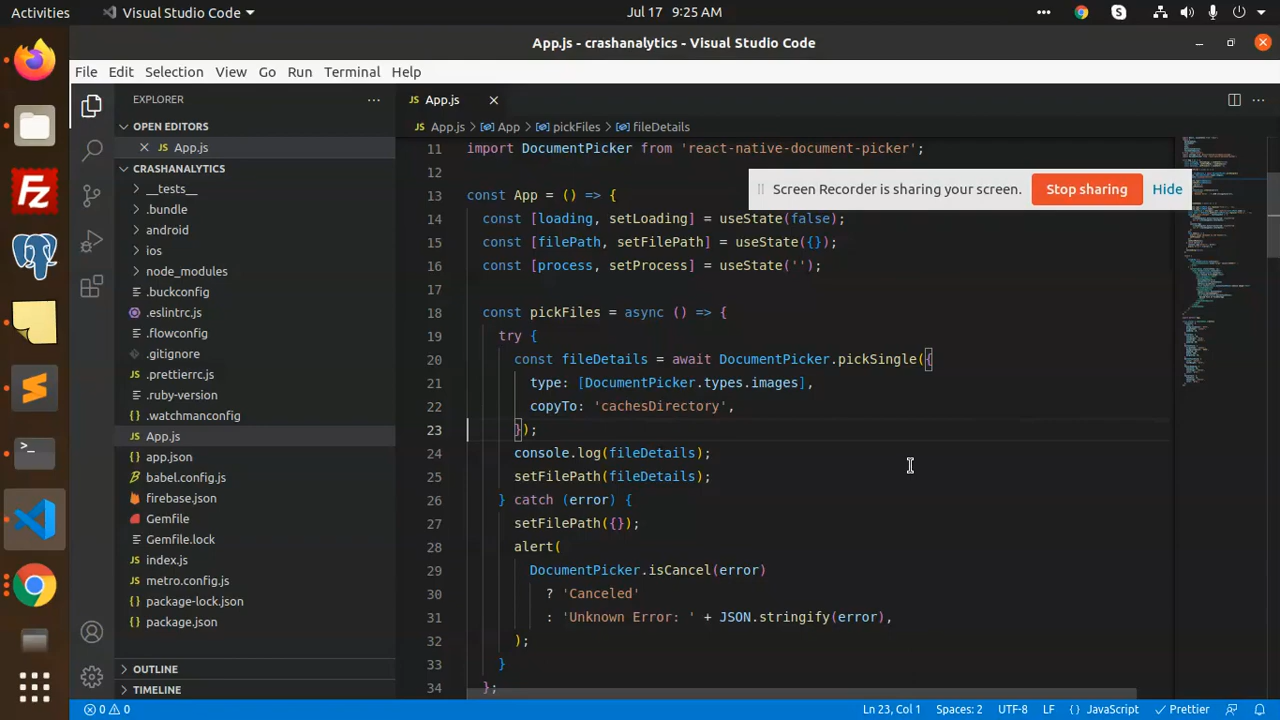 Activities
Visual Studio Code
Jul 17 9:25 AM
App.js - crashanalytics - Visual Studio Code
File Edit Selection View Go Run Terminal Help
EXPLORER
OPEN EDITORS
App.js
CRASHANALYTICS
__tests__
.bundle
android
ios
node_modules
.buckconfig
.eslintrc.js
.flowconfig
.gitignore
.prettierrc.js
.ruby-version
.watchmanconfig
App.js
app.json
babel.config.js
firebase.json
Gemfile
Gemfile.lock
index.js
metro.config.js
package-lock.json
package.json
OUTLINE
TIMELINE
JS App.js
JS App.js > App > pickFiles > fileDetails
Screen Recorder is sharing your screen. Stop sharing Hide
11 import DocumentPicker from 'react-native-document-picker';
12
13 const App = () => {
14 const [loading, setLoading] = useState(false);
15 const [filePath, setFilePath] = useState({});
16 const [process, setProcess] = useState('');
17
18 const pickFiles = async () => {
19 try {
20 const fileDetails = await DocumentPicker.pickSingle({
21 type: [DocumentPicker.types.images],
22 copyTo: 'cachesDirectory',
23 });
24 console.log(fileDetails);
25 setFilePath(fileDetails);
26 } catch (error) {
27 setFilePath({});
28 alert(
29 DocumentPicker.isCancel(error)
30 ? 'Canceled'
31 : 'Unknown Error: ' + JSON.stringify(error),
32 );
33 }
34 };
0 0
Ln 23, Col 1 Spaces: 2 UTF-8 LF {} JavaScript Prettier